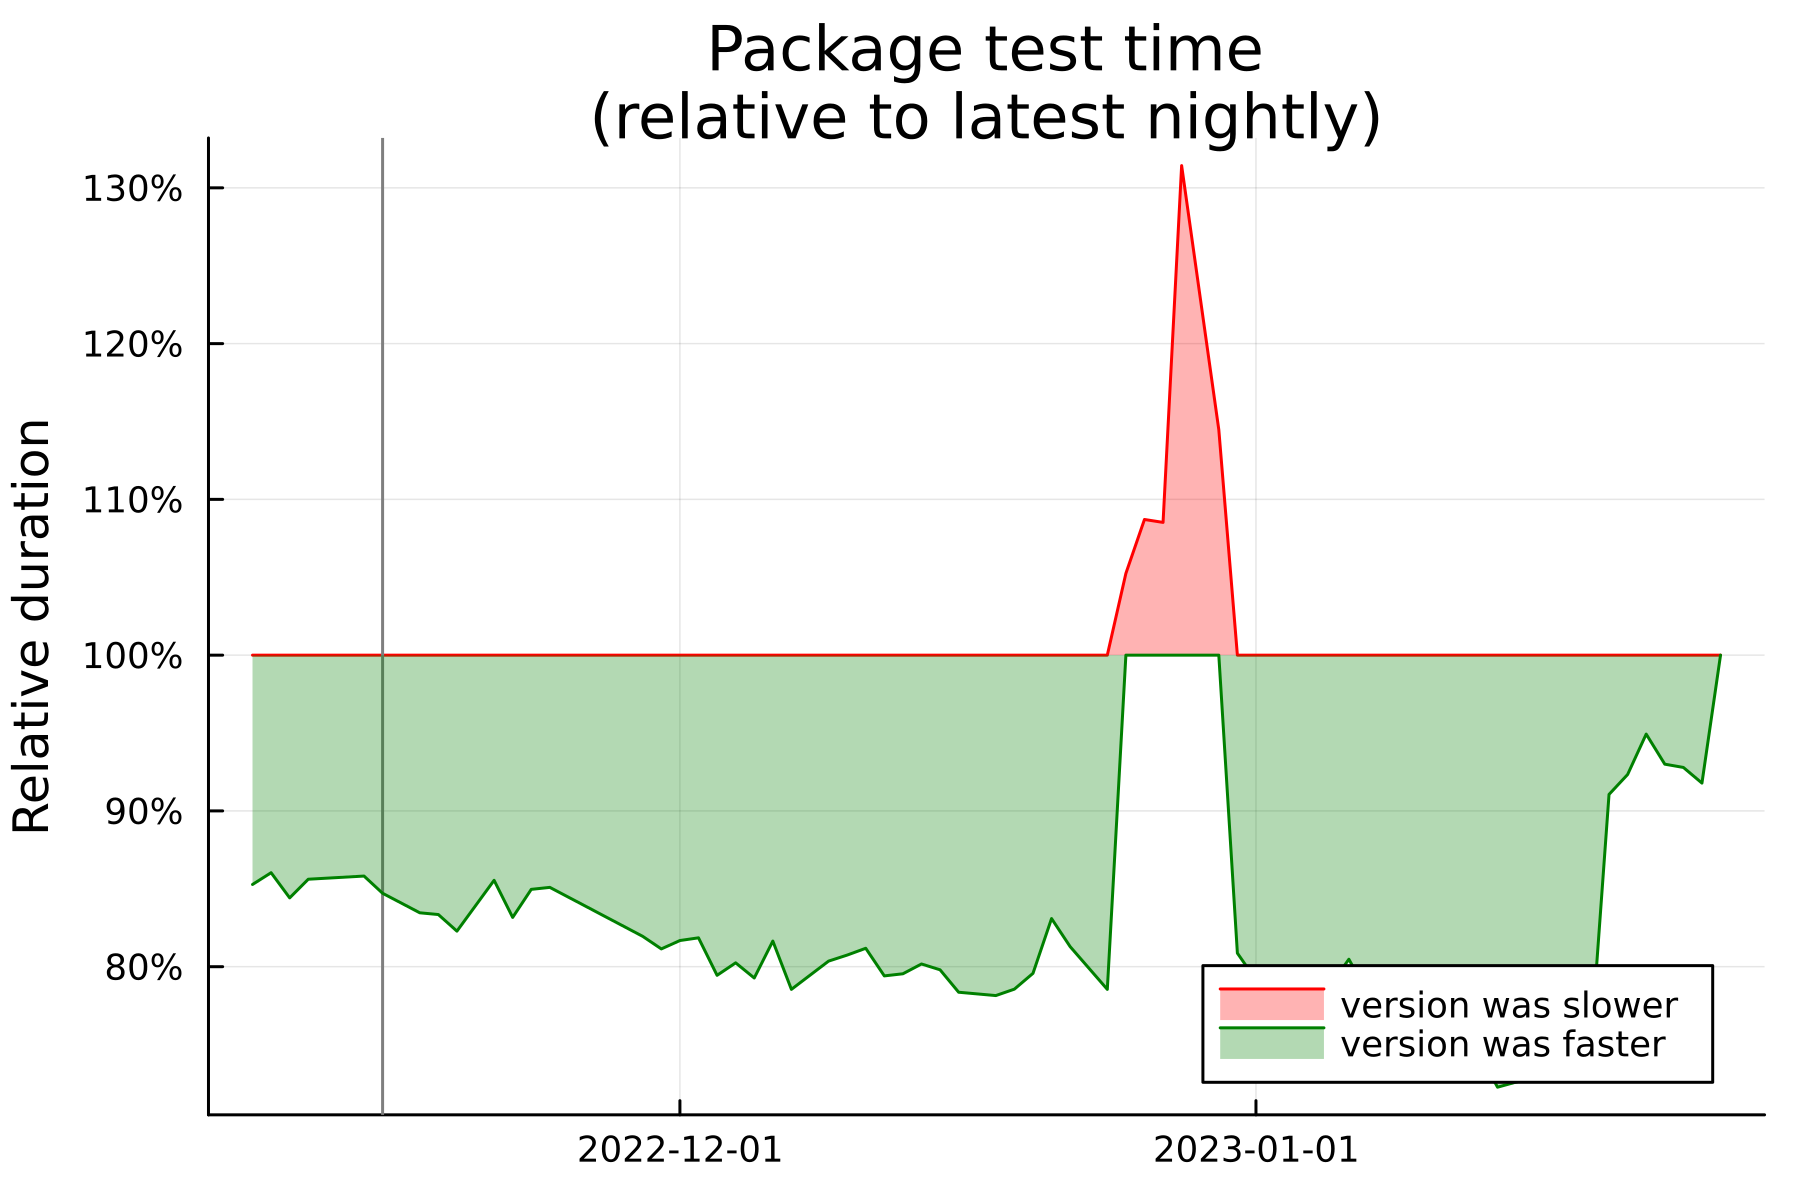 Package test time
(relative to latest nightly)
Relative duration
130%
120%
110%
100%
90%
80%
version was slower
version was faster
2022-12-01
2023-01-01